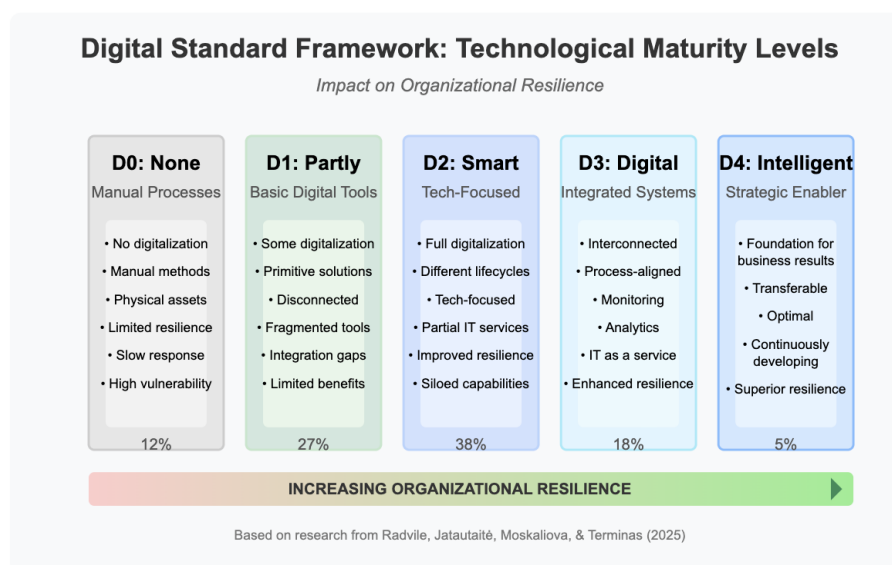 Digital Standard Framework: Technological Maturity Levels
Impact on Organizational Resilience
D0: None
Manual Processes
• No digitalization
• Manual methods
• Physical assets
• Limited resilience
• Slow response
• High vulnerability
12%
D1: Partly
Basic Digital Tools
• Some digitalization
• Primitive solutions
• Disconnected
• Fragmented tools
• Integration gaps
• Limited benefits
27%
D2: Smart
Tech-Focused
• Full digitalization
• Different lifecycles
• Tech-focused
• Partial IT services
• Improved resilience
• Siloed capabilities
38%
D3: Digital
Integrated Systems
• Interconnected
• Process-aligned
• Monitoring
• Analytics
• IT as a service
• Enhanced resilience
18%
D4: Intelligent
Strategic Enabler
• Foundation for
business results
• Transferable
• Optimal
• Continuously
developing
• Superior resilience
5%
INCREASING ORGANIZATIONAL RESILIENCE
Based on research from Radvile, Jatautaitė, Moskaliova, & Terminas (2025)